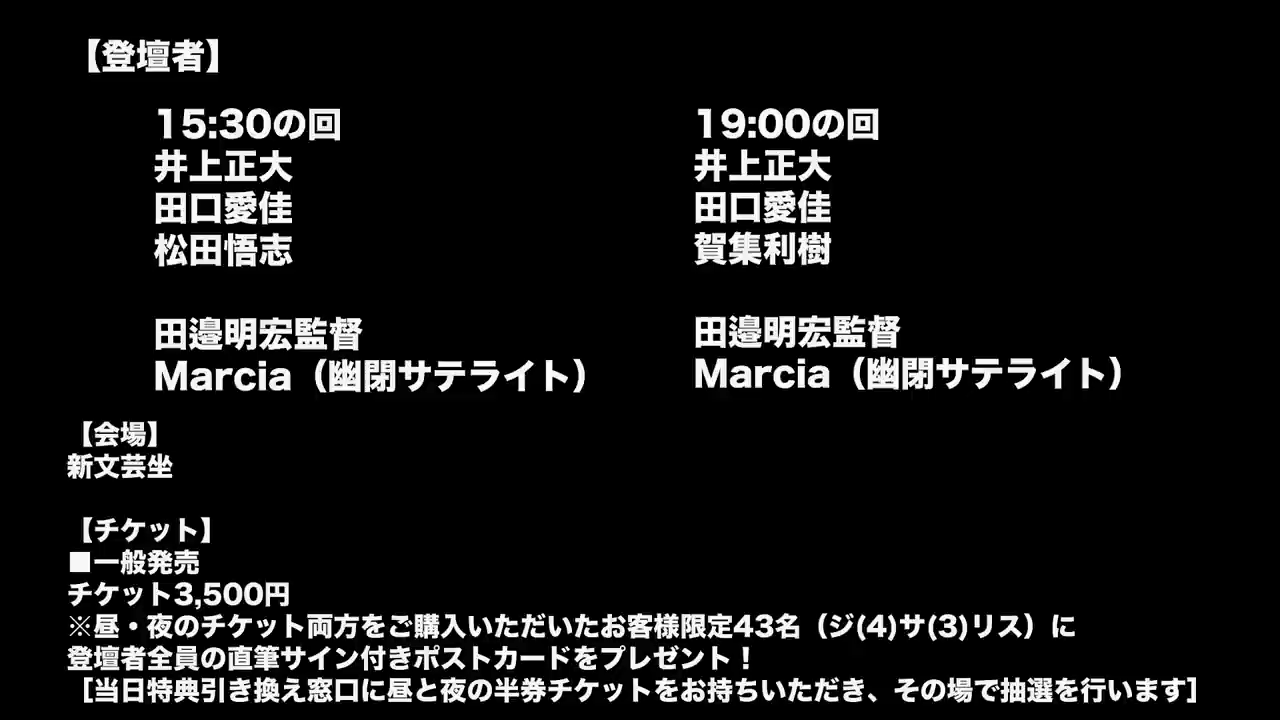 【登壇者】
15:30の回
井上正大
田口愛佳
松田悟志
田邉明宏監督
Marcia（幽閉サテライト）
19:00の回
井上正大
田口愛佳
賀集利樹
田邉明宏監督
Marcia（幽閉サテライト）
【会場】
新文芸坐
【チケット】
■一般発売
チケット3,500円
※昼・夜のチケット両方をご購入いただいたお客様限定43名（ジ(4)サ(3)リス）に
登壇者全員の直筆サイン付きポストカードをプレゼント！
［当日特典引き換え窓口に昼と夜の半券チケットをお持ちいただき、その場で抽選を行います］